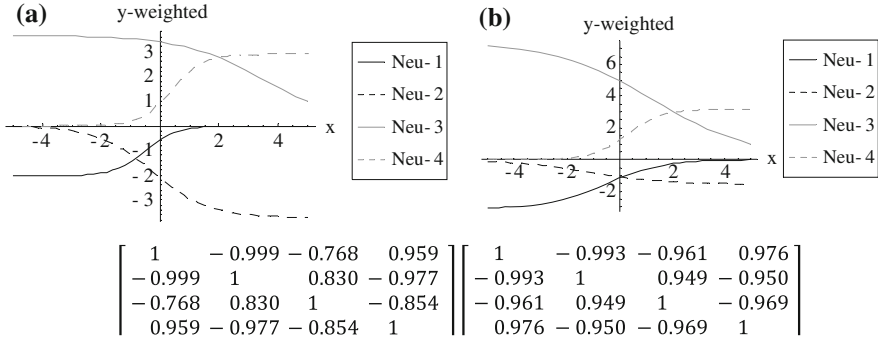 (a)
y-weighted
3
2
1
-4
-2
2
4
x
-1
-2
-3
Neu- 1
Neu- 2
Neu- 3
Neu- 4
(b)
y-weighted
6
4
2
-4
-2
2
4
x
-2
Neu- 1
Neu- 2
Neu- 3
Neu- 4
1 −0.999 −0.768 0.959
−0.999 1 0.830 −0.977
−0.768 0.830 1 −0.854
0.959 −0.977 −0.854 1
1 −0.993 −0.961 0.976
−0.993 1 0.949 −0.950
−0.961 0.949 1 −0.969
0.976 −0.950 −0.969 1